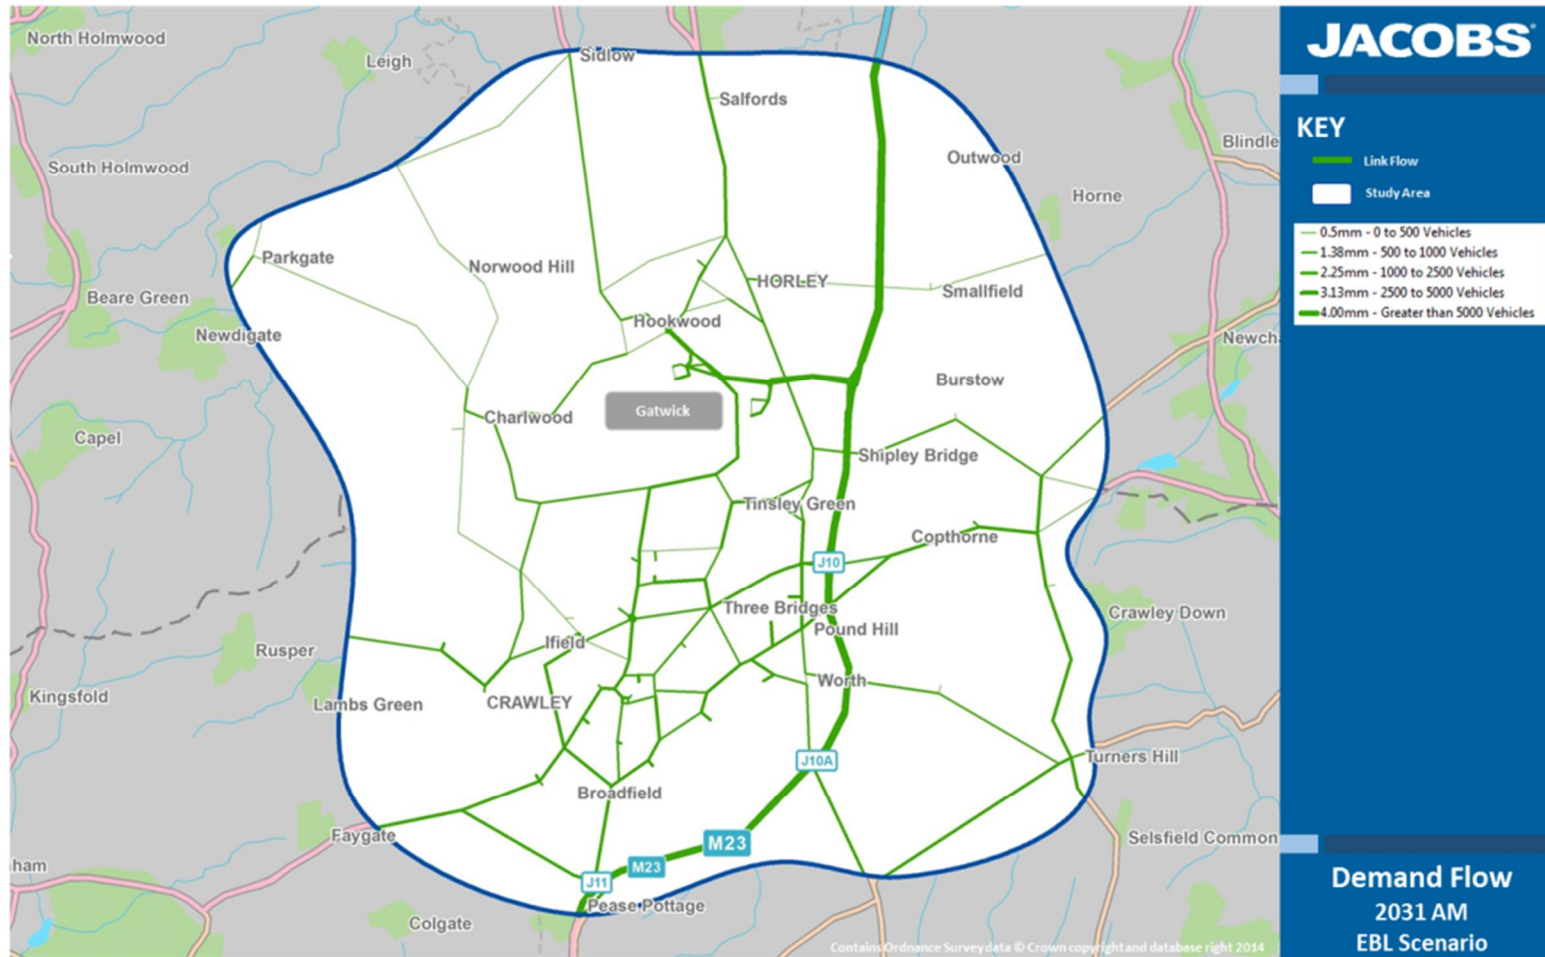 North Holmwood
Leigh
Sidlow
Salfords
Outwood
Blindle
South Holmwood
Horne
Parkgate
Norwood Hill
HORLEY
Smallfield
Beare Green
Hookwood
Newdigate
Newch
Burstow
Gatwick
Charlwood
Capel
Shipley Bridge
Tinsley Green
Copthorne
J10
Three Bridges
Crawley Down
Pound Hill
Ifield
Rusper
Worth
Kingsfold
Lambs Green
CRAWLEY
J10A
Turners Hill
Broadfield
Faygate
M23
Selsfield Common
ham
M23
J11
Pease Pottage
Colgate
Contains Ordnance Survey data © Crown copyright and database right 2014
JACOBS®
KEY
Link Flow
Study Area
0.5mm - 0 to 500 Vehicles
1.38mm - 500 to 1000 Vehicles
2.25mm - 1000 to 2500 Vehicles
3.13mm - 2500 to 5000 Vehicles
4.00mm - Greater than 5000 Vehicles
Demand Flow
2031 AM
EBL Scenario